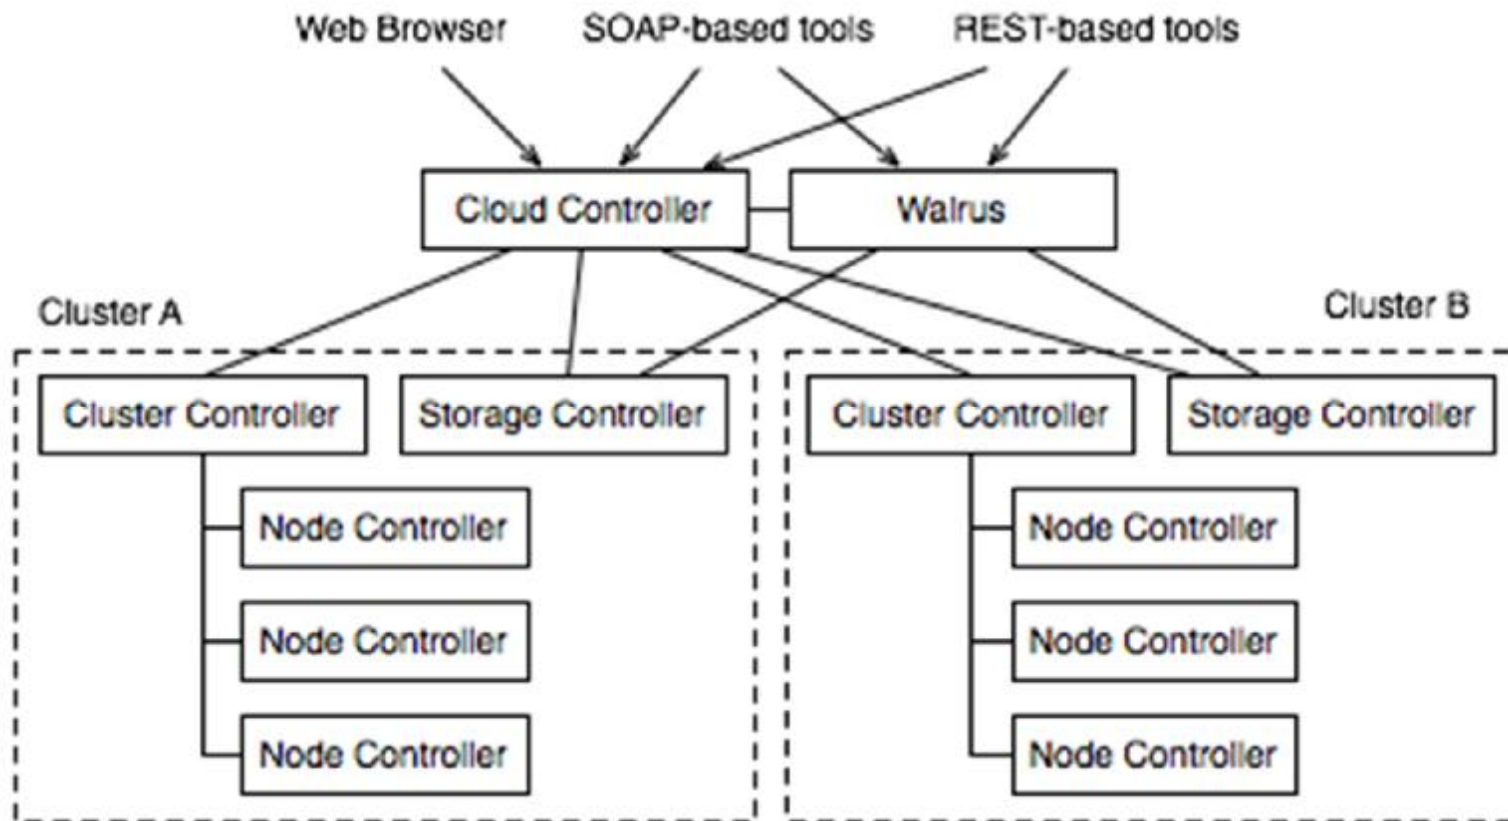 Web Browser SOAP-based tools REST-based tools
Cloud Controller Walrus
Cluster A Cluster B
Cluster Controller Storage Controller Cluster Controller Storage Controller
Node Controller Node Controller
Node Controller Node Controller
Node Controller Node Controller